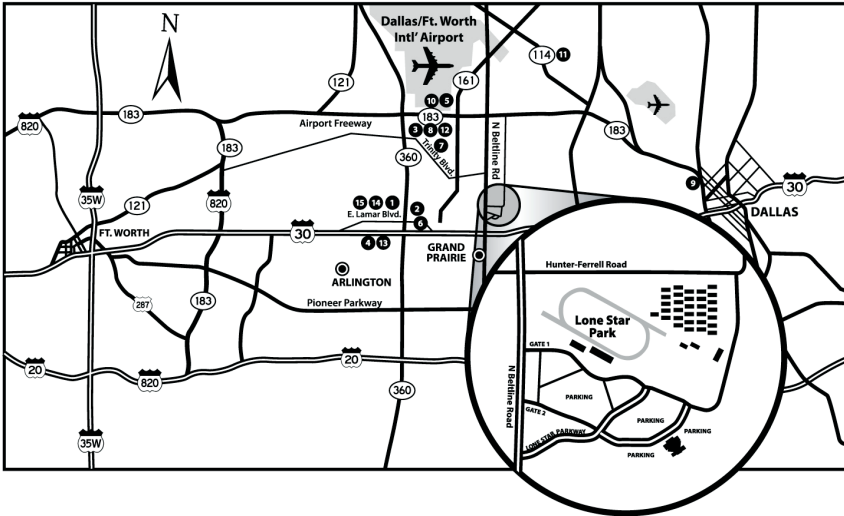 N
Dallas/Ft. Worth
Intl' Airport
114
11
121
161
10 5
820
183
183
183
Airport Freeway
3 8 12
7
Trinity Blvd.
N Beltline Rd
183
183
360
9
30
35W
121
820
15 14 1
2
E. Lamar Blvd.
6
DALLAS
FT. WORTH
30
4 13
GRAND
PRAIRIE
ARLINGTON
Hunter-Ferrell Road
287
183
Pioneer Parkway
Lone Star
Park
GATE 1
20
820
20
360
N Beltline Road
PARKING
GATE 2
PARKING
PARKING
LONE STAR PARKWAY
PARKING
35W